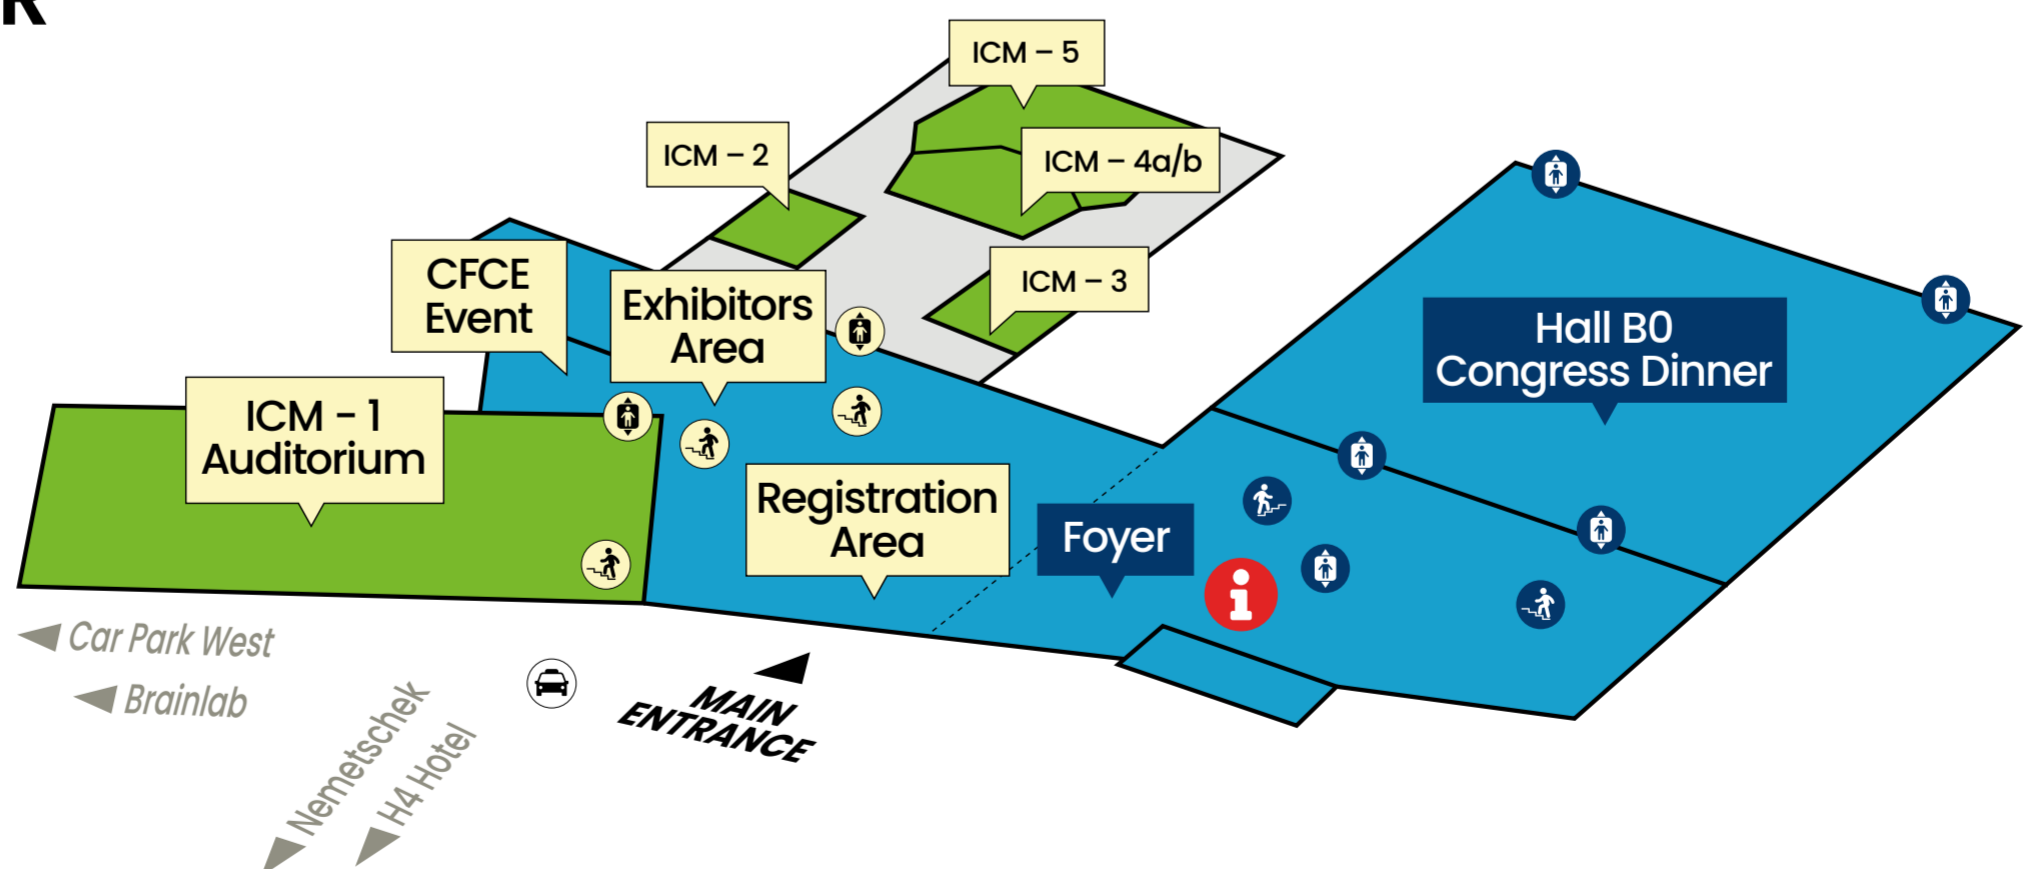 R
ICM – 5
ICM – 2
ICM – 4a/b
CFCE
Event
Exhibitors
Area
ICM – 3
Hall B0
Congress Dinner
ICM – 1
Auditorium
Registration
Area
Foyer
i
Car Park West
Brainlab
Nemetschek
H4 Hotel
MAIN
ENTRANCE